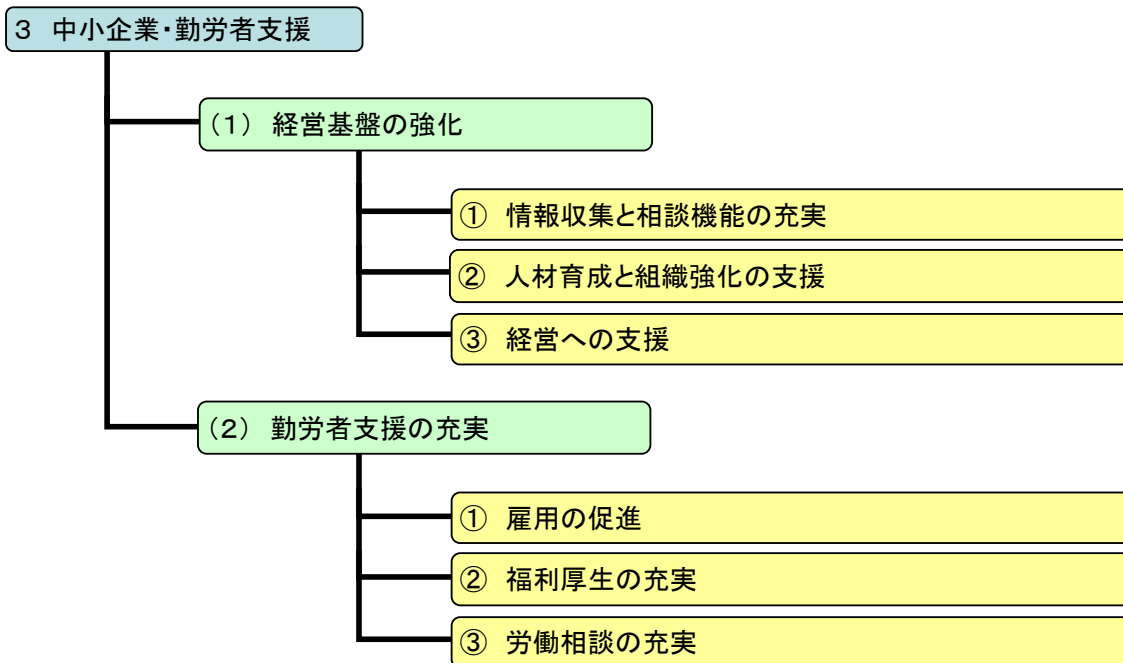 3 中小企業・勤労者支援
(1) 経営基盤の強化
① 情報収集と相談機能の充実
② 人材育成と組織強化の支援
③ 経営への支援
(2) 勤労者支援の充実
① 雇用の促進
② 福利厚生の充実
③ 労働相談の充実